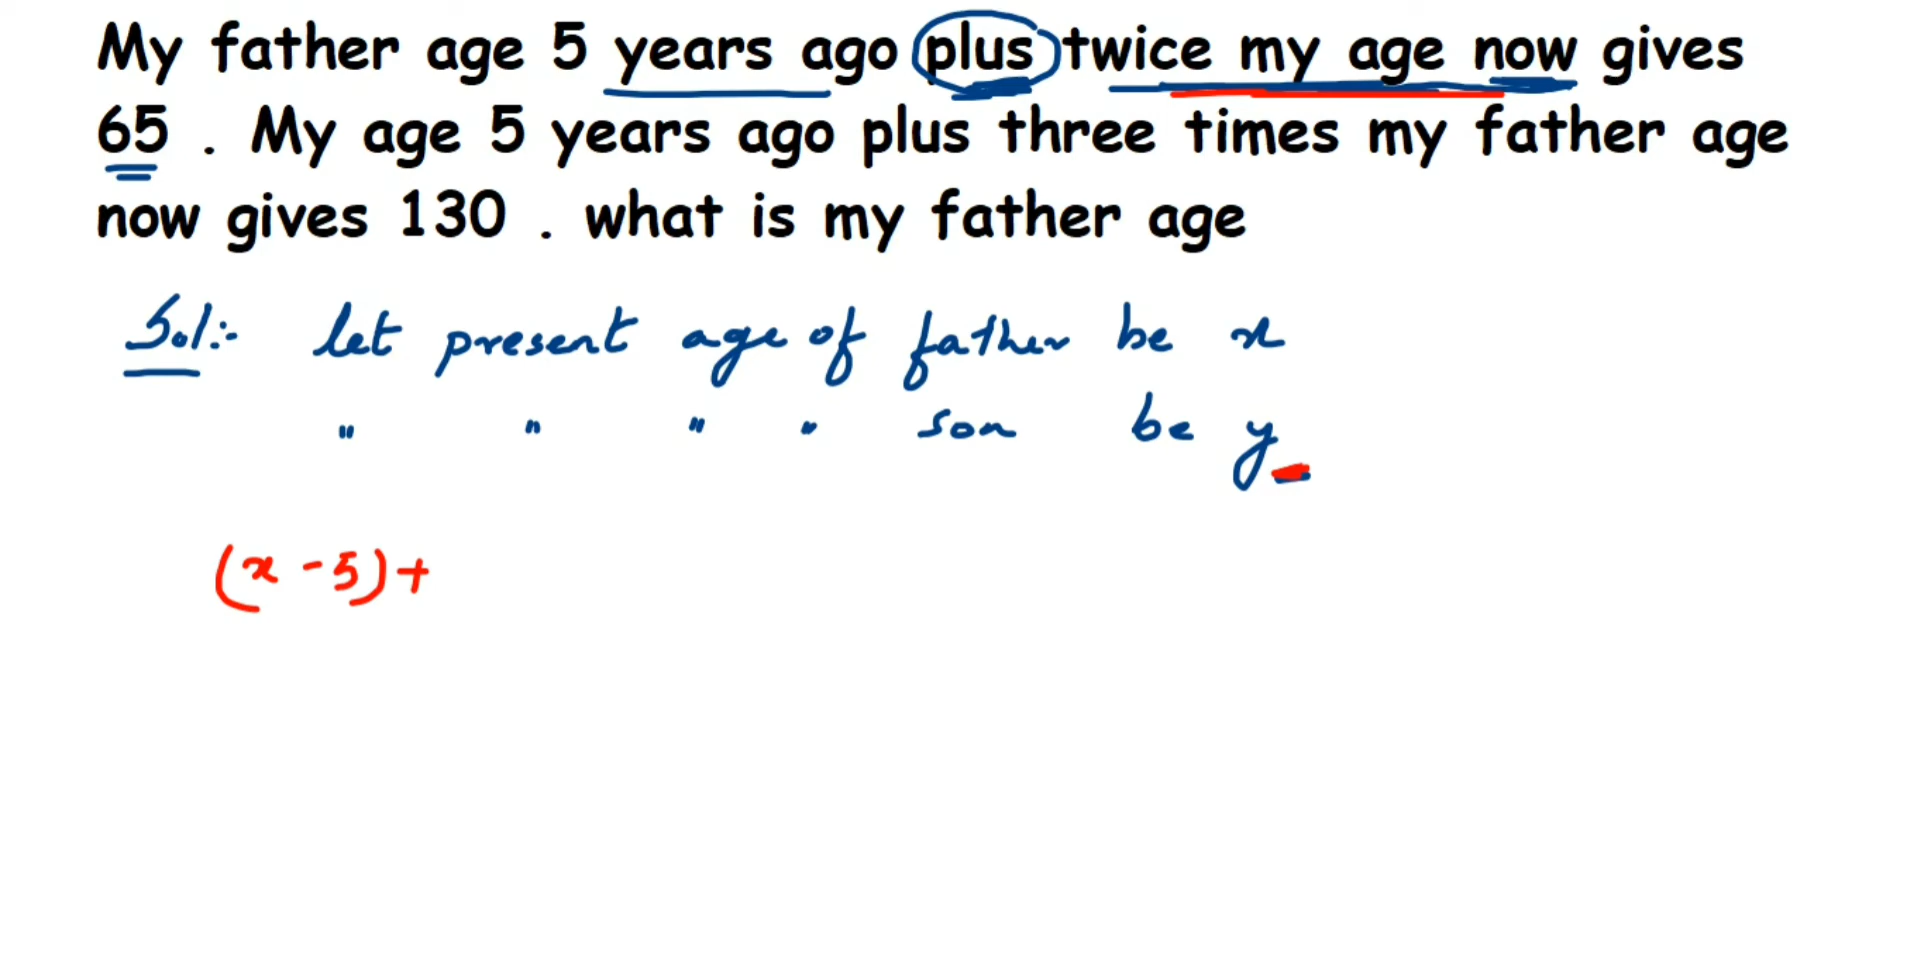 My father age 5 years ago plus twice my age now gives
65 . My age 5 years ago plus three times my father age
now gives 130 . what is my father age
Sol:- let present age of father be x
" " " " son be y
(x - 5) +